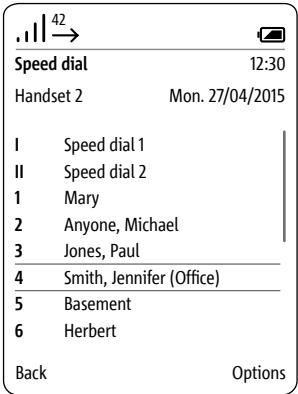 42
Speed dial 12:30
Handset 2 Mon. 27/04/2015
I Speed dial 1
II Speed dial 2
1 Mary
2 Anyone, Michael
3 Jones, Paul
4 Smith, Jennifer (Office)
5 Basement
6 Herbert
Back Options